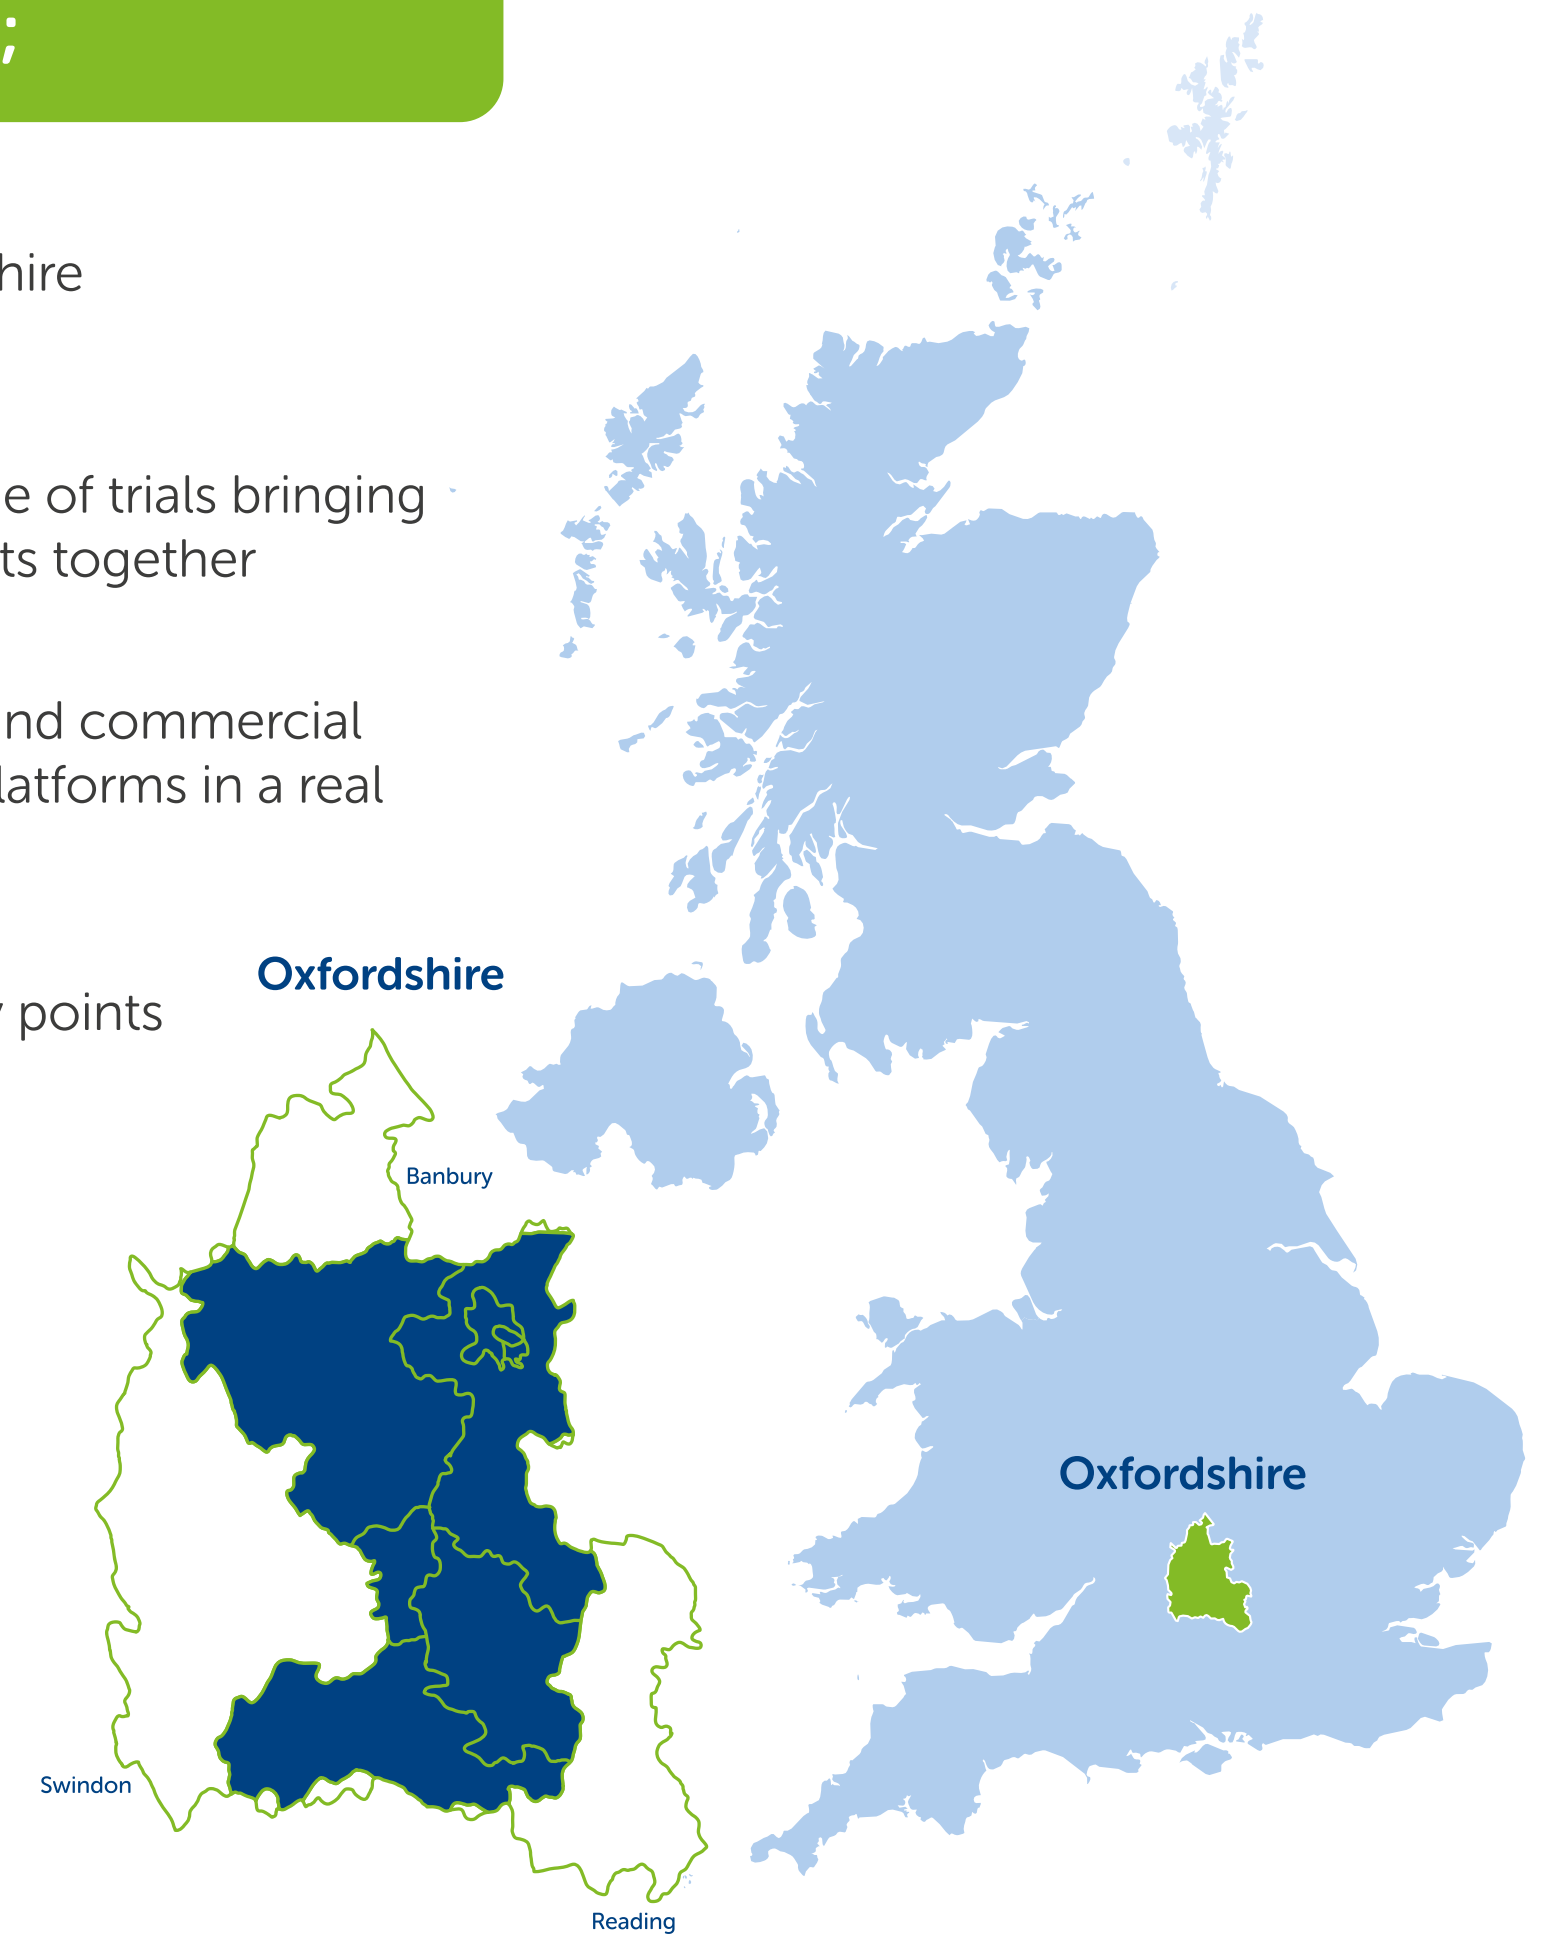 ;
hire
e of trials bringing
ts together
nd commercial
latforms in a real
points
Oxfordshire
Banbury
Swindon
Reading
Oxfordshire